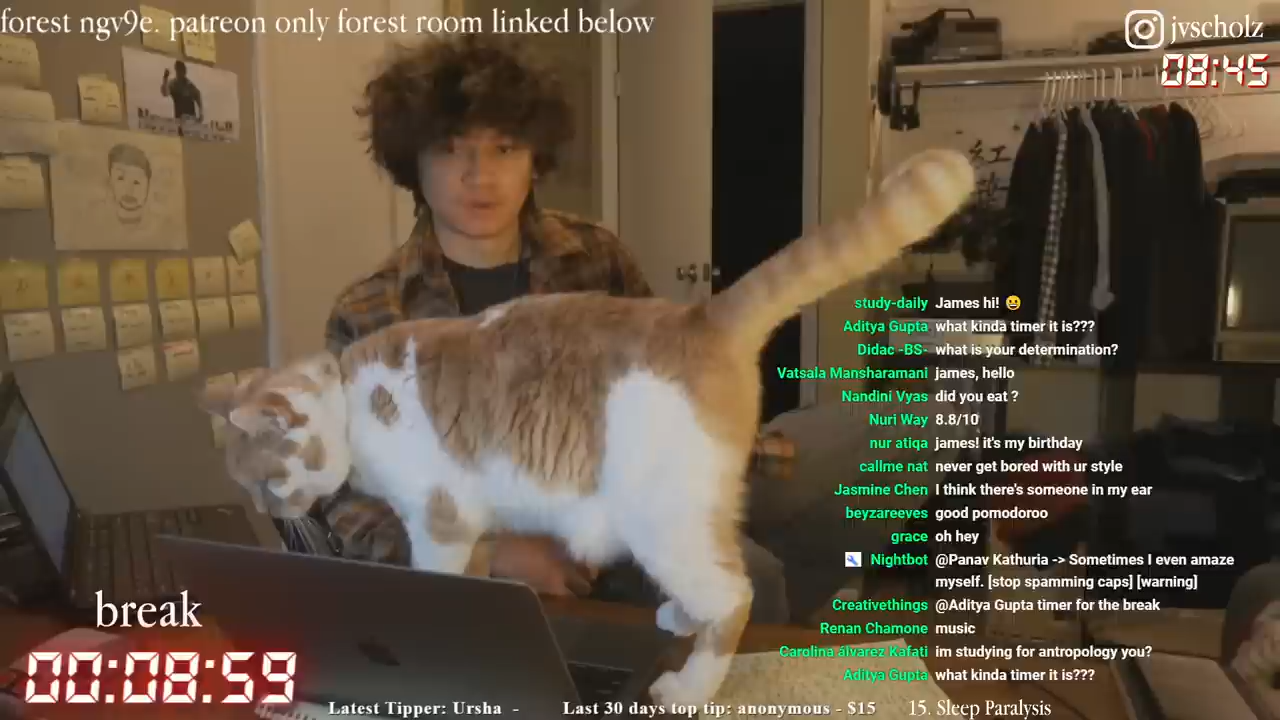 forest ngv9e. patreon only forest room linked below
jvscholz
08:45
study-daily James hi!
Aditya Gupta what kinda timer it is???
Didac -BS- what is your determination?
Vatsala Mansharamani james, hello
Nandini Vyas did you eat ?
Nuri Way 8.8/10
nur atiqa james! it's my birthday
callme nat never get bored with ur style
Jasmine Chen I think there's someone in my ear
beyzareeves good pomodoroo
grace oh hey
Nightbot @Panav Kathuria -> Sometimes I even amaze
myself. [stop spamming caps] [warning]
Creativethings @Aditya Gupta timer for the break
Renan Chamone music
Carolina álvarez Kafati im studying for antropology you?
Aditya Gupta what kinda timer it is???
break
00:08:59
Latest Tipper: Ursha - Last 30 days top tip: anonymous - $15 15. Sleep Paralysis